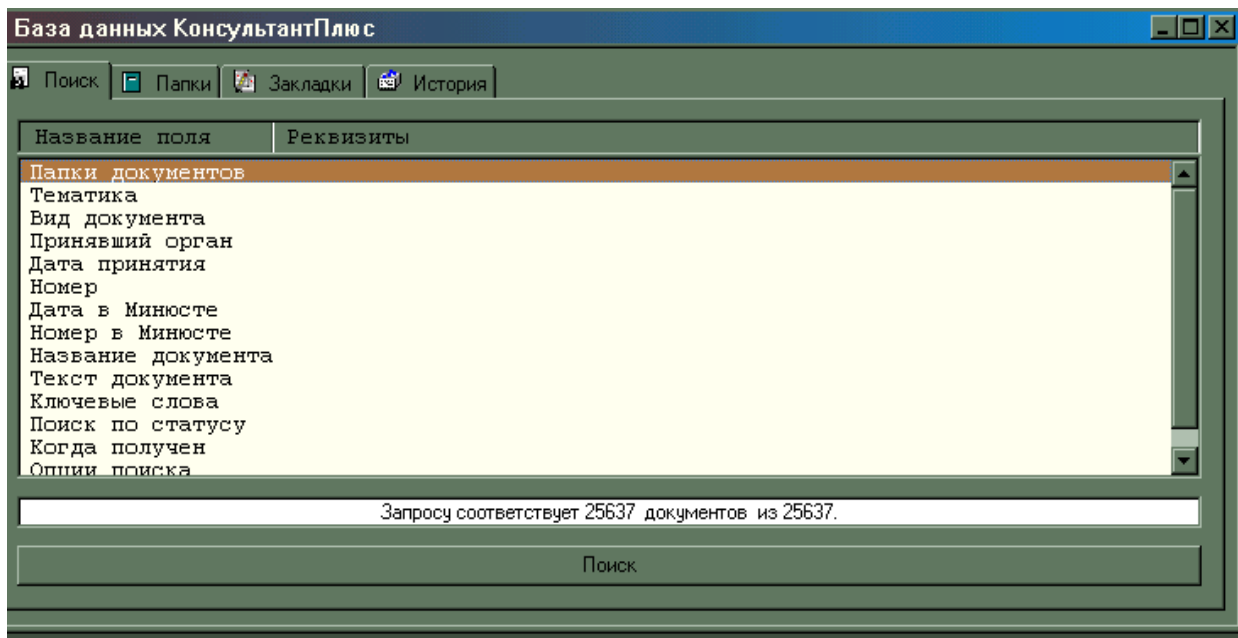 База данных КонсультантПлюс
Поиск Папки Закладки История
Название поля Реквизиты
Папки документов
Тематика
Вид документа
Принявший орган
Дата принятия
Номер
Дата в Минюсте
Номер в Минюсте
Название документа
Текст документа
Ключевые слова
Поиск по статусу
Когда получен
Опции поиска
Запросу соответствует 25637 документов из 25637.
Поиск